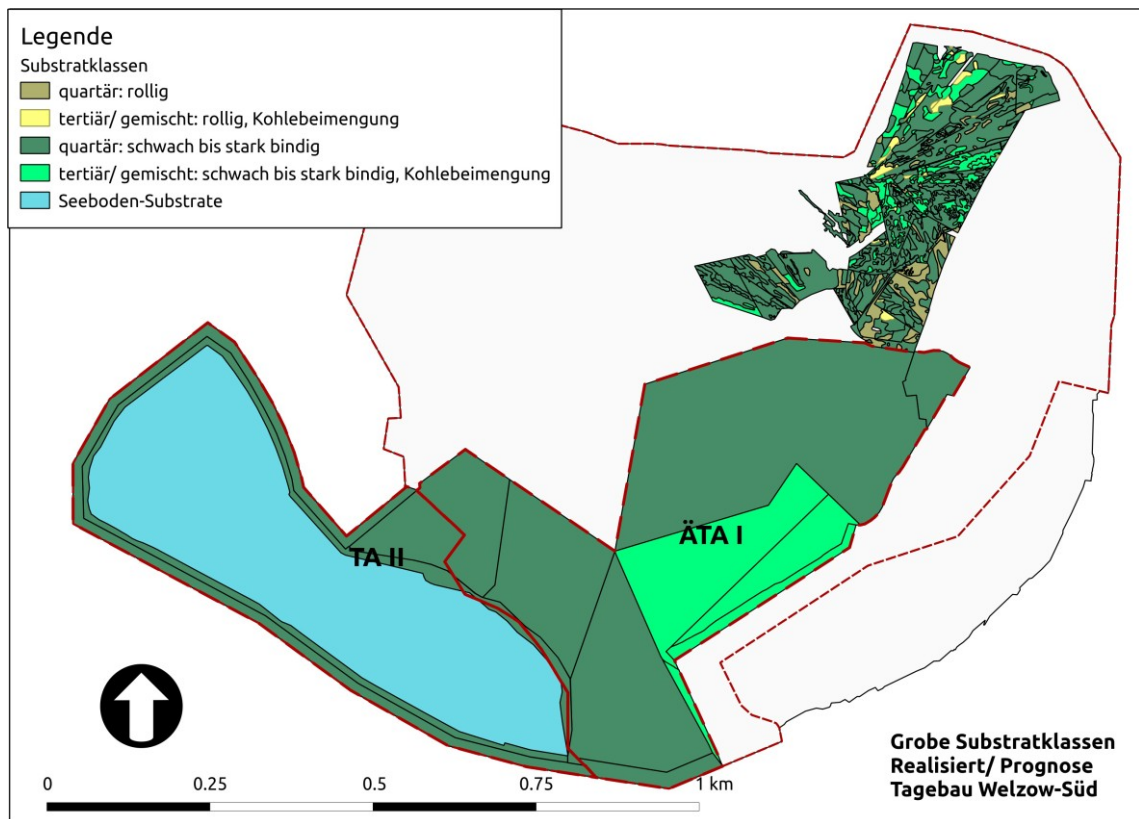 Legende
Substratklassen
quartär: rollig
tertiär/ gemischt: rollig, Kohlebeimengung
quartär: schwach bis stark bindig
tertiär/ gemischt: schwach bis stark bindig, Kohlebeimengung
Seeboden-Substrate
TA II
ÄTA I
Grobe Substratklassen
Realisiert/ Prognose
Tagebau Welzow-Süd
0 0.25 0.5 0.75 1 km